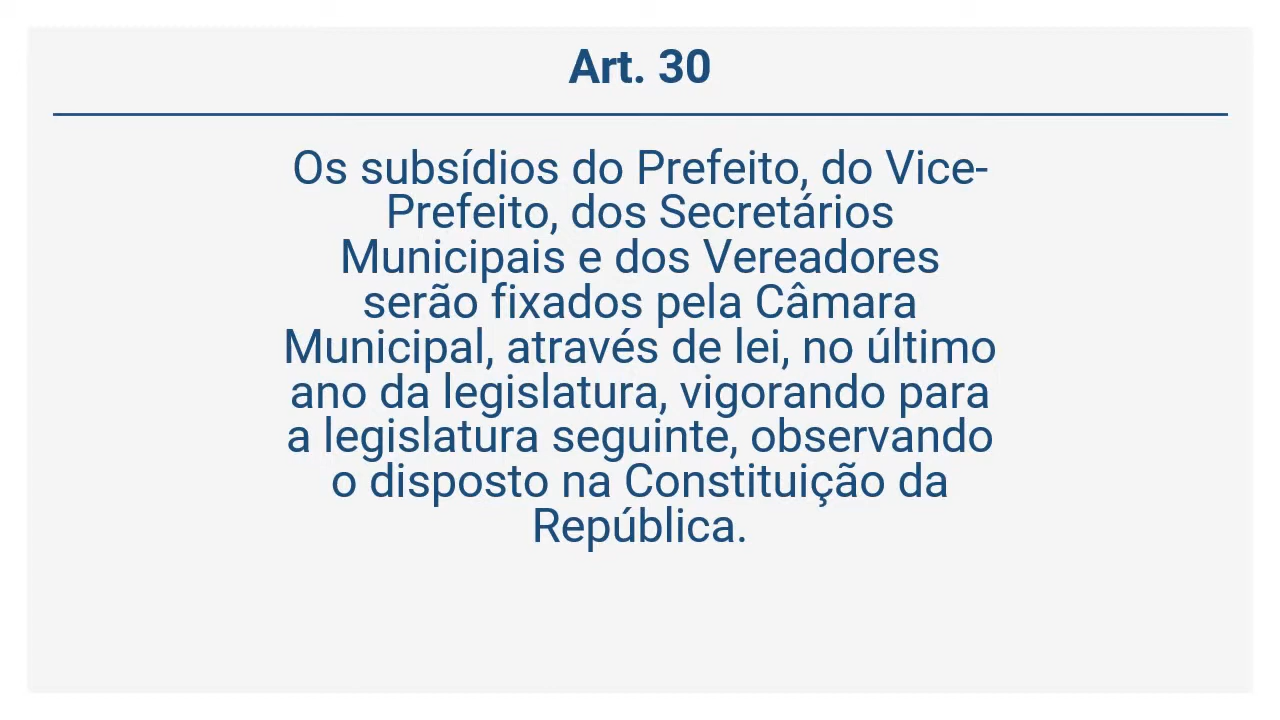 Art. 30
Os subsídios do Prefeito, do Vice-
Prefeito, dos Secretários
Municipais e dos Vereadores
serão fixados pela Câmara
Municipal, através de lei, no último
ano da legislatura, vigorando para
a legislatura seguinte, observando
o disposto na Constituição da
República.